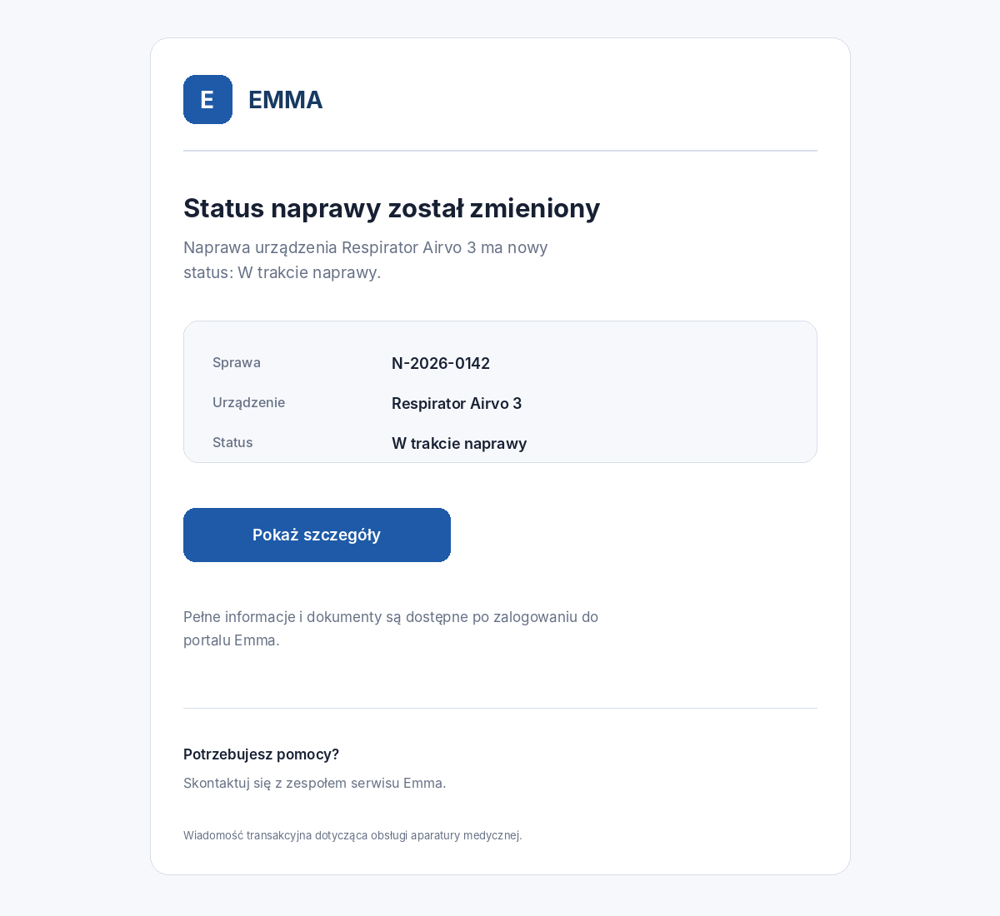 E EMMA
Status naprawy został zmieniony
Naprawa urządzenia Respirator Airvo 3 ma nowy
status: W trakcie naprawy.
Sprawa N-2026-0142
Urządzenie Respirator Airvo 3
Status W trakcie naprawy
Pokaż szczegóły
Pełne informacje i dokumenty są dostępne po zalogowaniu do
portalu Emma.
Potrzebujesz pomocy?
Skontaktuj się z zespołem serwisu Emma.
Wiadomość transakcyjna dotycząca obsługi aparatury medycznej.